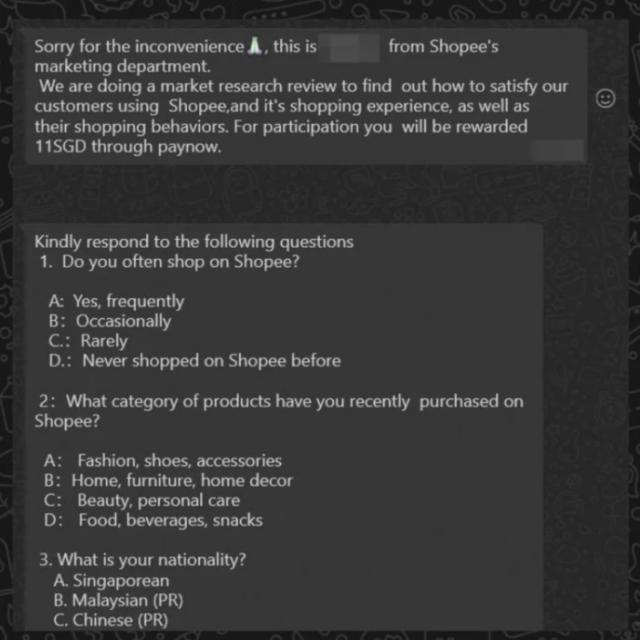 Sorry for the inconvenience🙏, this is from Shopee's
marketing department.
We are doing a market research review to find out how to satisfy our
customers using Shopee,and it's shopping experience, as well as
their shopping behaviors. For participation you will be rewarded
11SGD through paynow.
Kindly respond to the following questions
1. Do you often shop on Shopee?
A: Yes, frequently
B: Occasionally
C.: Rarely
D.: Never shopped on Shopee before
2: What category of products have you recently purchased on
Shopee?
A: Fashion, shoes, accessories
B: Home, furniture, home decor
C: Beauty, personal care
D: Food, beverages, snacks
3. What is your nationality?
A. Singaporean
B. Malaysian (PR)
C. Chinese (PR)